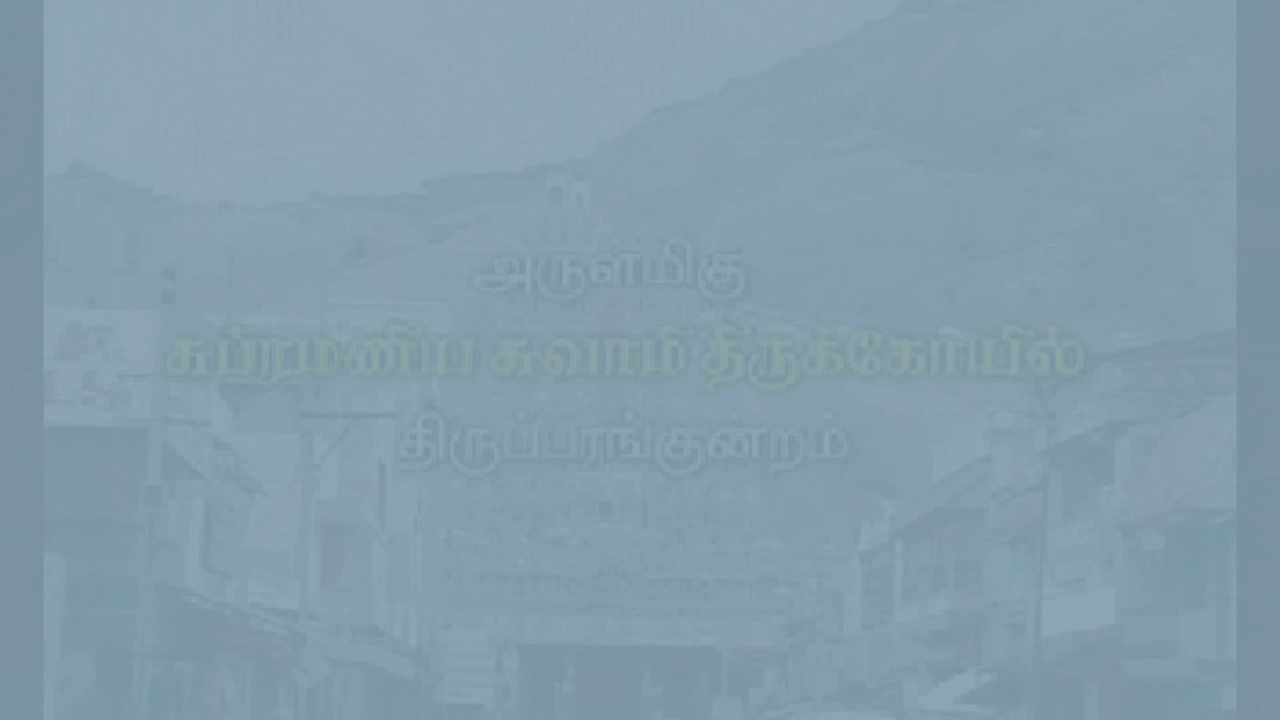 அருள்மிகு
சுப்ரமணிய சுவாமி திருக்கோயில்
திருப்பரங்குன்றம்